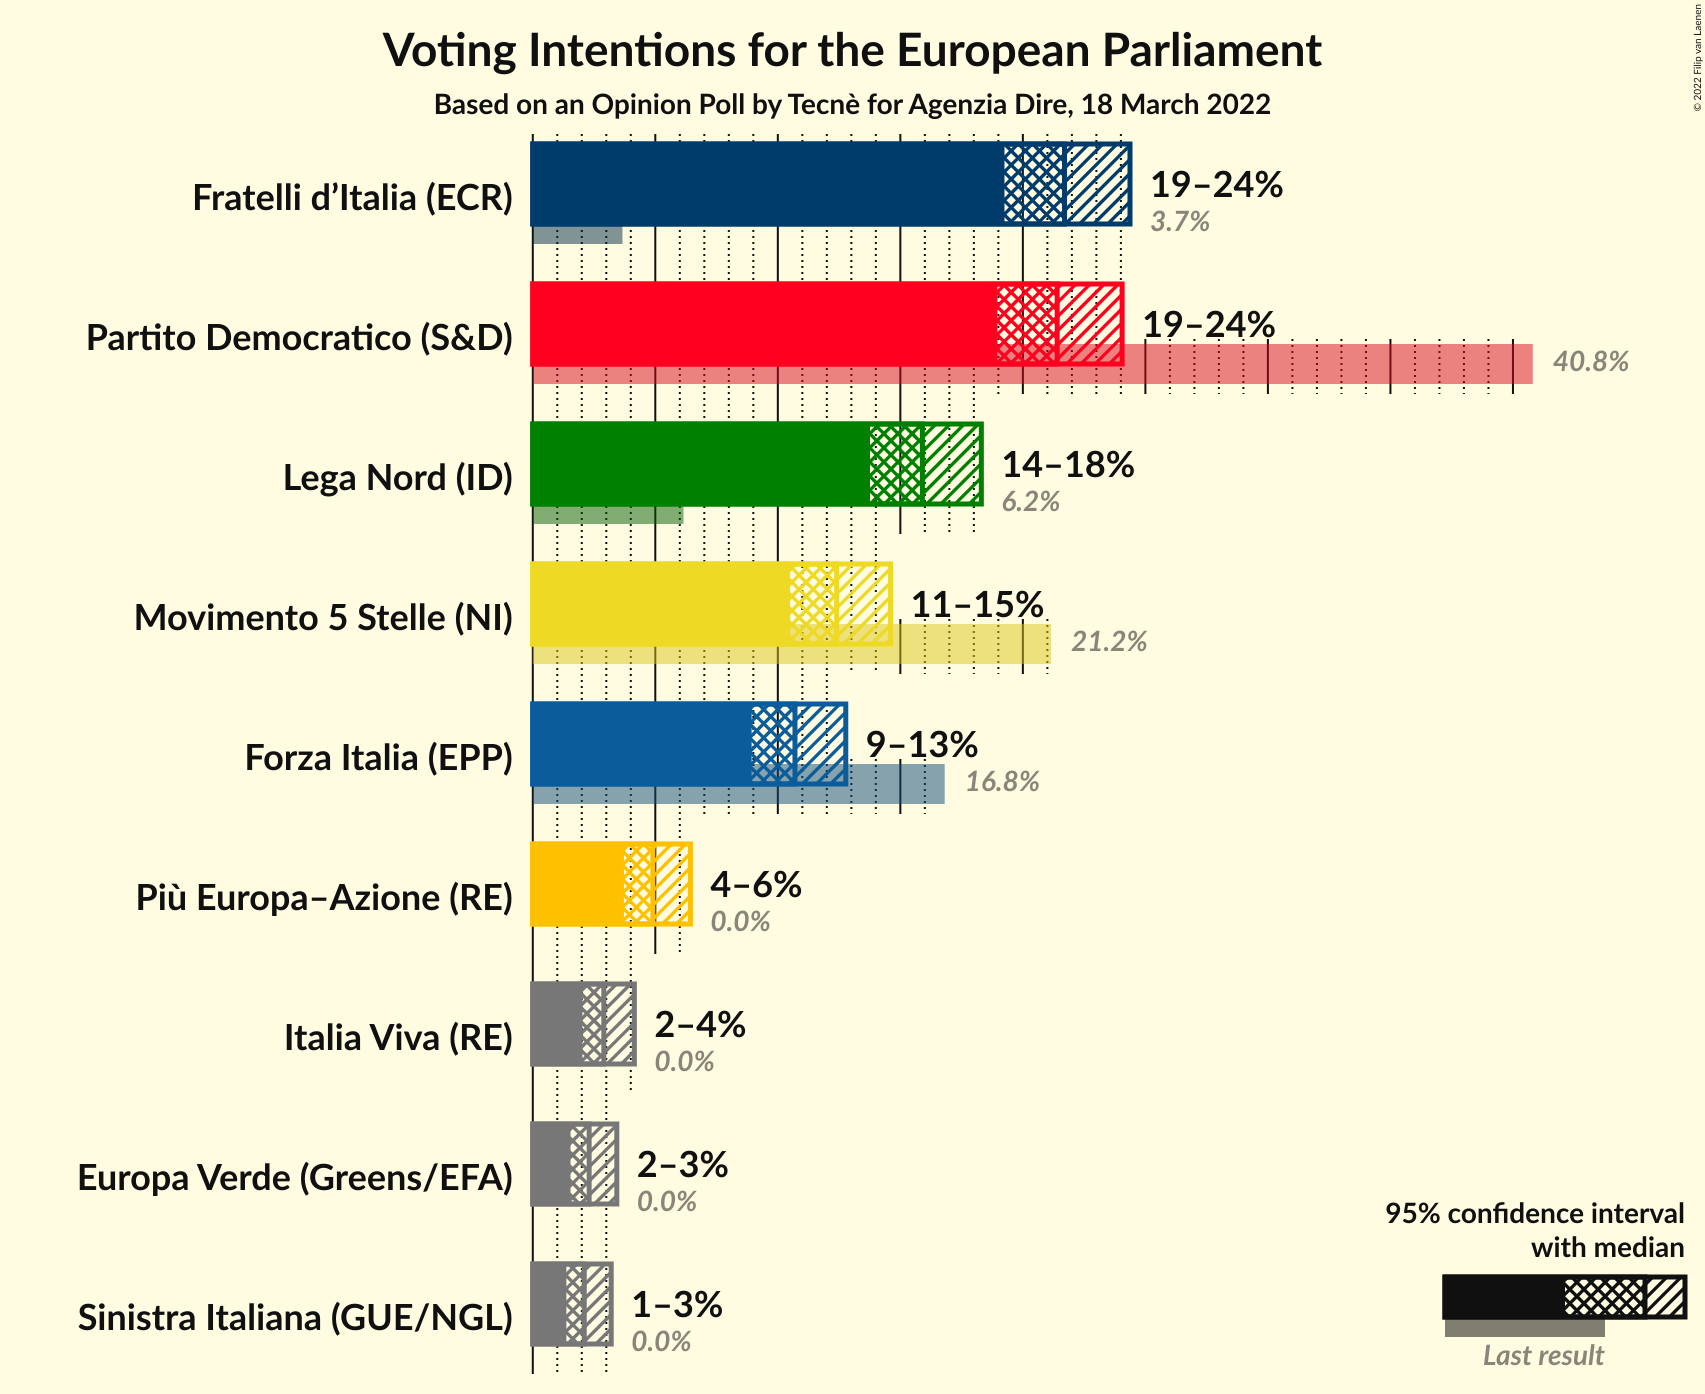 Voting Intentions for the European Parliament
Based on an Opinion Poll by Tecnè for Agenzia Dire, 18 March 2022
© 2022 Filip van Laenen
Fratelli d’Italia (ECR)
19–24%
3.7%
Partito Democratico (S&D)
19–24%
40.8%
Lega Nord (ID)
14–18%
6.2%
Movimento 5 Stelle (NI)
11–15%
21.2%
Forza Italia (EPP)
9–13%
16.8%
Più Europa–Azione (RE)
4–6%
0.0%
Italia Viva (RE)
2–4%
0.0%
Europa Verde (Greens/EFA)
2–3%
0.0%
Sinistra Italiana (GUE/NGL)
1–3%
0.0%
95% confidence interval
with median
Last result